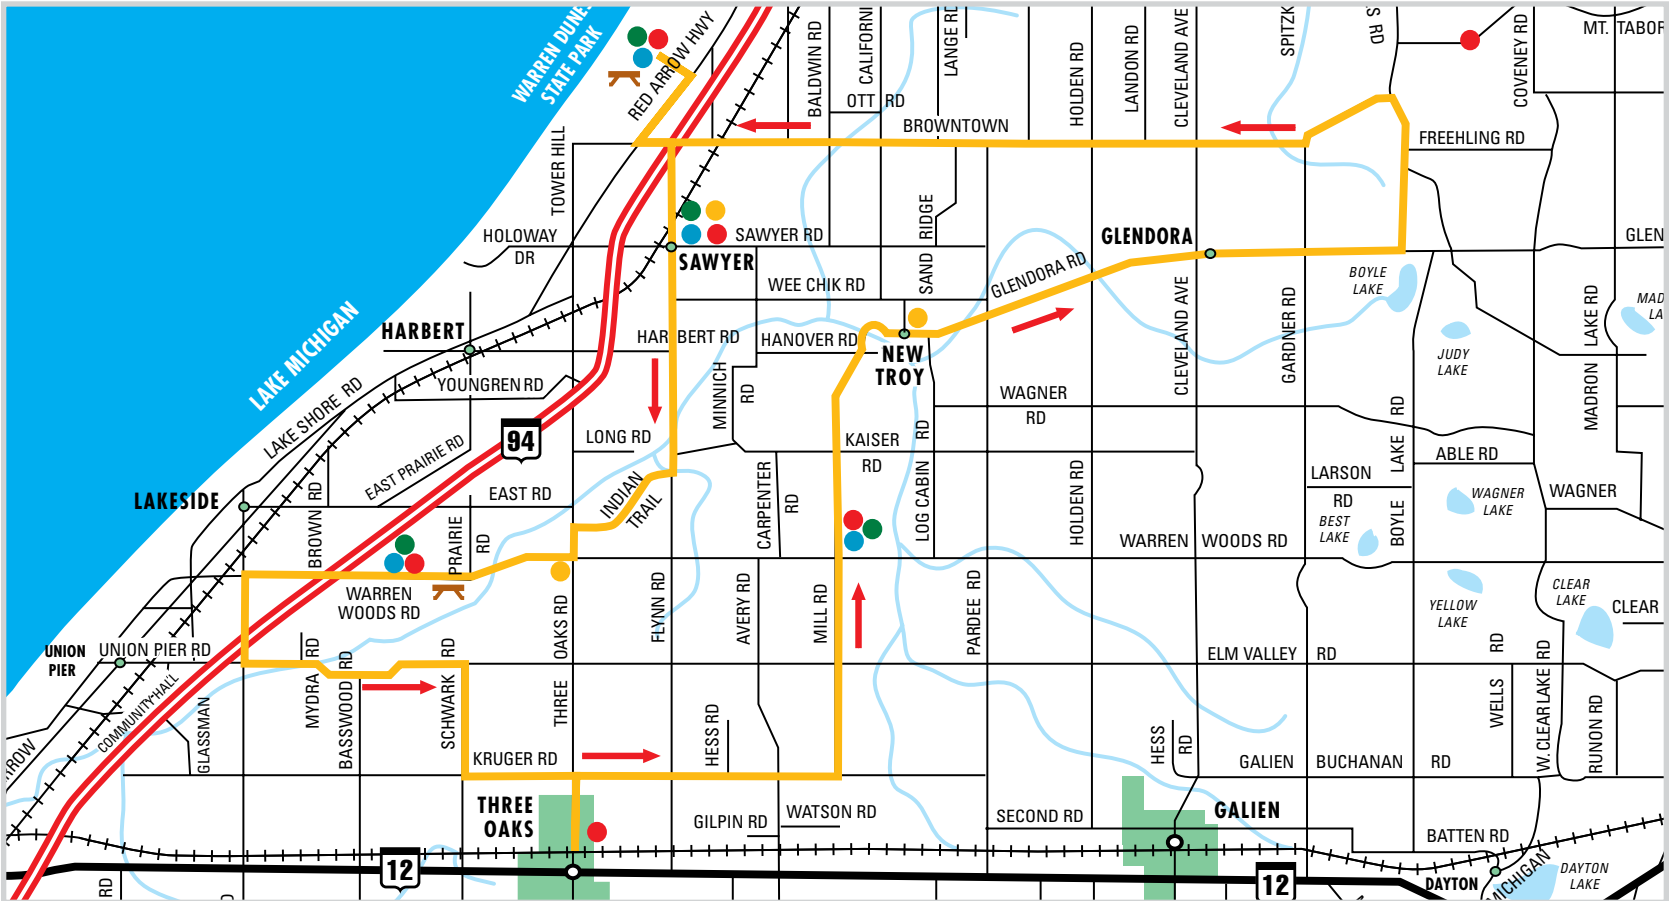 WARREN DUNES
STATE PARK
RED ARROW HWY
BALDWIN RD
CALIFORNI
LANGE RD
HOLDEN RD
LANDON RD
CLEVELAND AVE
SPITZK
S RD
COVENEY RD
MT. TABOR
OTT RD
BROWNTOWN
FREEHLING RD
TOWER HILL
HOLOWAY
DR
SAWYER RD
SAWYER
SAND RIDGE
GLENDORA
GLEN
WEE CHIK RD
GLENDORA RD
BOYLE
LAKE
LAKE MICHIGAN
HARBERT
HARBERT RD
HANOVER RD
NEW
TROY
CLEVELAND AVE
GARDNER RD
JUDY
LAKE
MADRON LAKE RD
MAD
LA
LAKE SHORE RD
YOUNGREN RD
MINNICH
RD
WAGNER
RD
94
LONG RD
KAISER
RD
LOG CABIN RD
BOYLE LAKE RD
ABLE RD
LARSON
RD
EAST PRAIRIE RD
EAST RD
INDIAN
TRAIL
CARPENTER
RD
HOLDEN RD
WAGNER
LAKE
WAGNER
LAKESIDE
BROWN RD
PRAIRIE
RD
BEST
LAKE
WARREN WOODS RD
WARREN
WOODS RD
OAKS RD
THREE
FLYNN RD
AVERY RD
MILL RD
PARDEE RD
YELLOW
LAKE
CLEAR
LAKE
CLEAR
UNION
PIER
UNION PIER RD
ELM VALLEY RD
COMMUNITY HALL
GLASSMAN
MYDRA RD
BASSWOOD RD
SCHWARK RD
HESS RD
HESS
RD
WELLS RD
W. CLEAR LAKE RD
RUNION RD
RROW
KRUGER RD
GALIEN BUCHANAN RD
THREE
OAKS
GILPIN RD
WATSON RD
SECOND RD
GALIEN
BATTEN RD
12
12
RD
DAYTON
MICHIGAN
DAYTON
LAKE